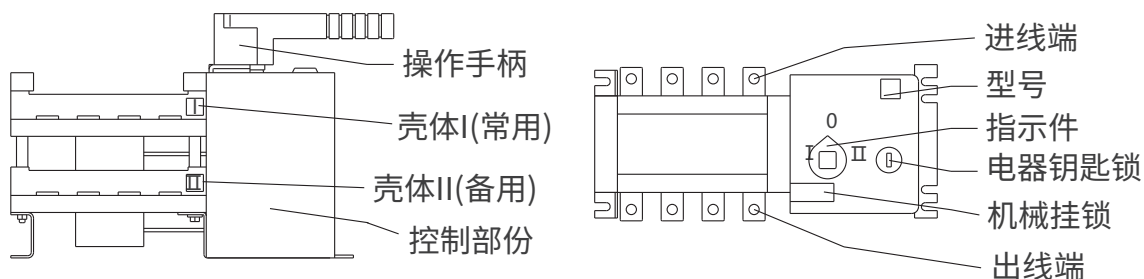 操作手柄
壳体I(常用)
壳体II(备用)
控制部份
进线端
型号
指示件
电器钥匙锁
机械挂锁
出线端
O
I
II